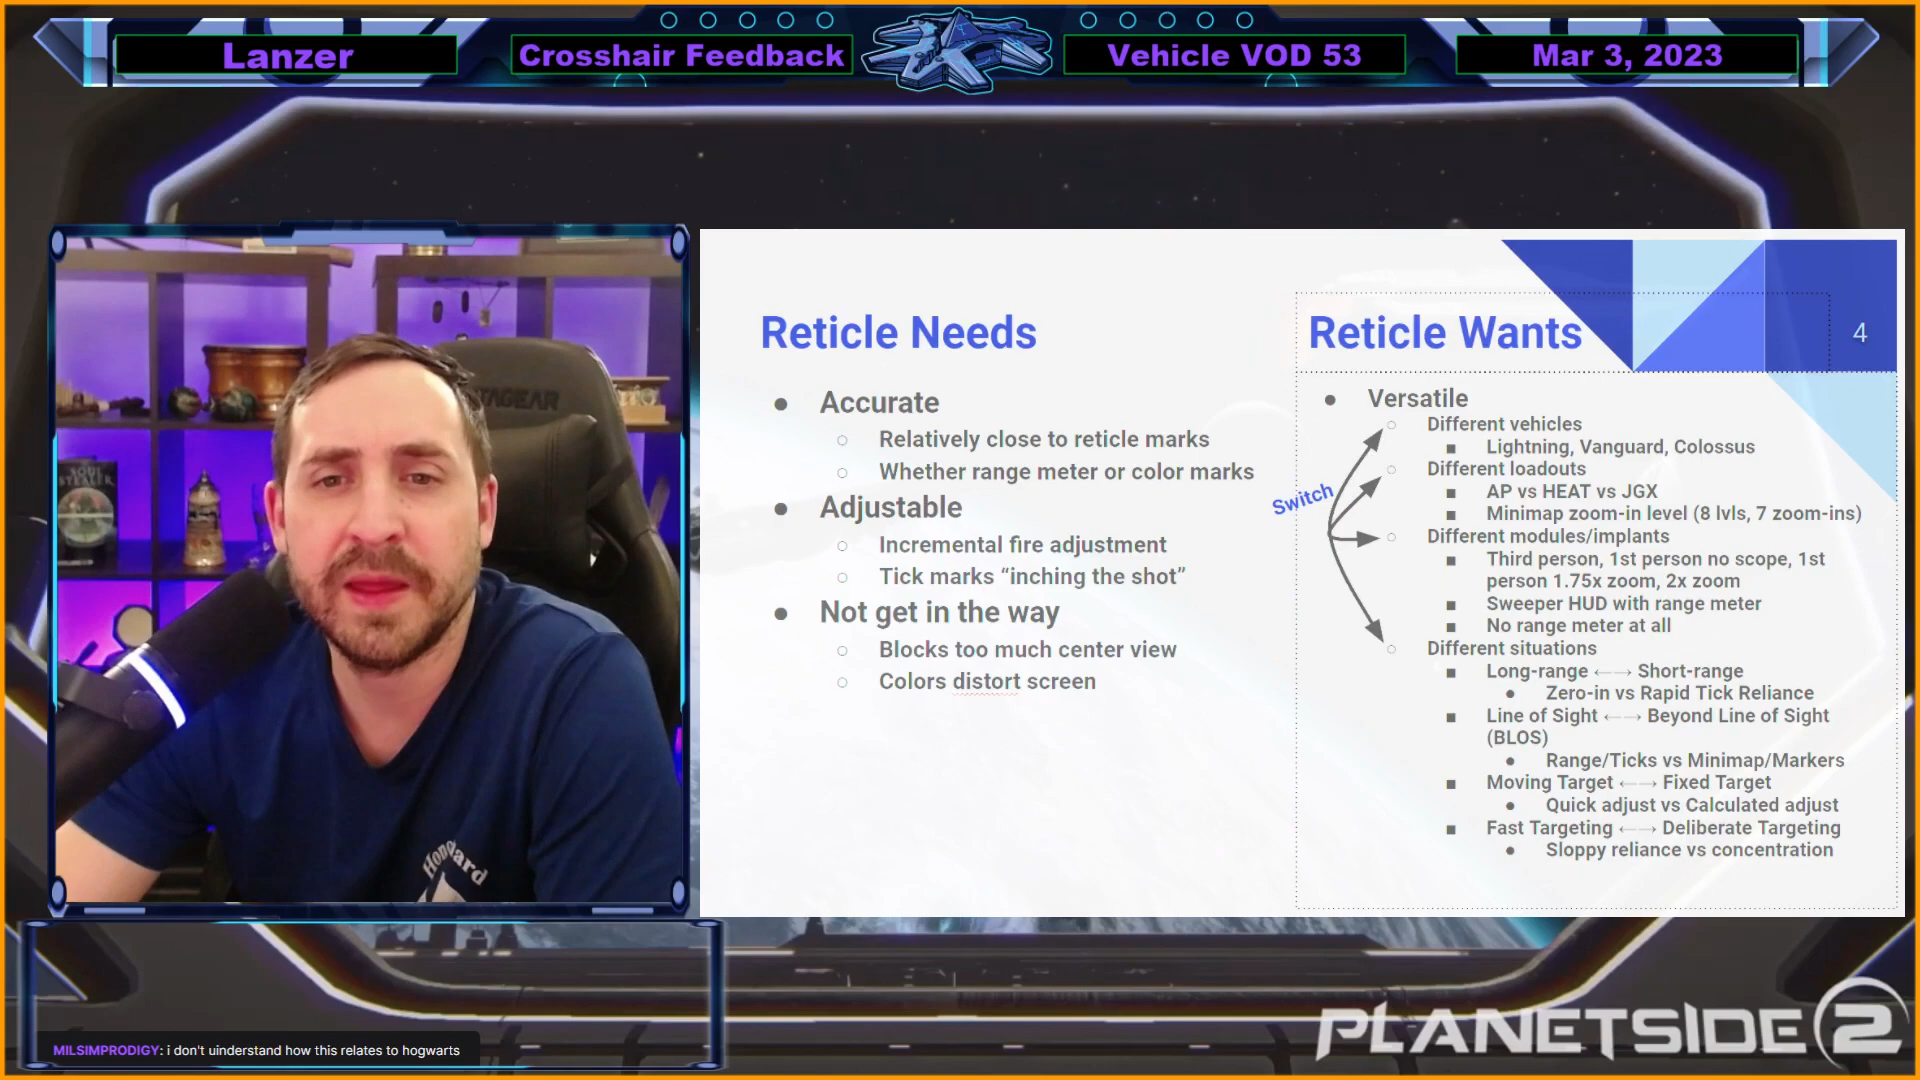 Lanzer
Crosshair Feedback
Vehicle VOD 53
Mar 3, 2023
SOUL
STEALER
Reticle Needs
● Accurate
○ Relatively close to reticle marks
○ Whether range meter or color marks
● Adjustable
○ Incremental fire adjustment
○ Tick marks “inching the shot”
● Not get in the way
○ Blocks too much center view
○ Colors distort screen
Reticle Wants
4
Switch
● Versatile
○ Different vehicles
■ Lightning, Vanguard, Colossus
○ Different loadouts
■ AP vs HEAT vs JGX
■ Minimap zoom-in level (8 lvls, 7 zoom-ins)
○ Different modules/implants
■ Third person, 1st person no scope, 1st
person 1.75x zoom, 2x zoom
■ Sweeper HUD with range meter
■ No range meter at all
○ Different situations
■ Long-range ←→ Short-range
● Zero-in vs Rapid Tick Reliance
■ Line of Sight ←→ Beyond Line of Sight
(BLOS)
● Range/Ticks vs Minimap/Markers
■ Moving Target ←→ Fixed Target
● Quick adjust vs Calculated adjust
■ Fast Targeting ←→ Deliberate Targeting
● Sloppy reliance vs concentration
MILSIMPRODIGY: i don't uinderstand how this relates to hogwarts
PLANETSIDE 2